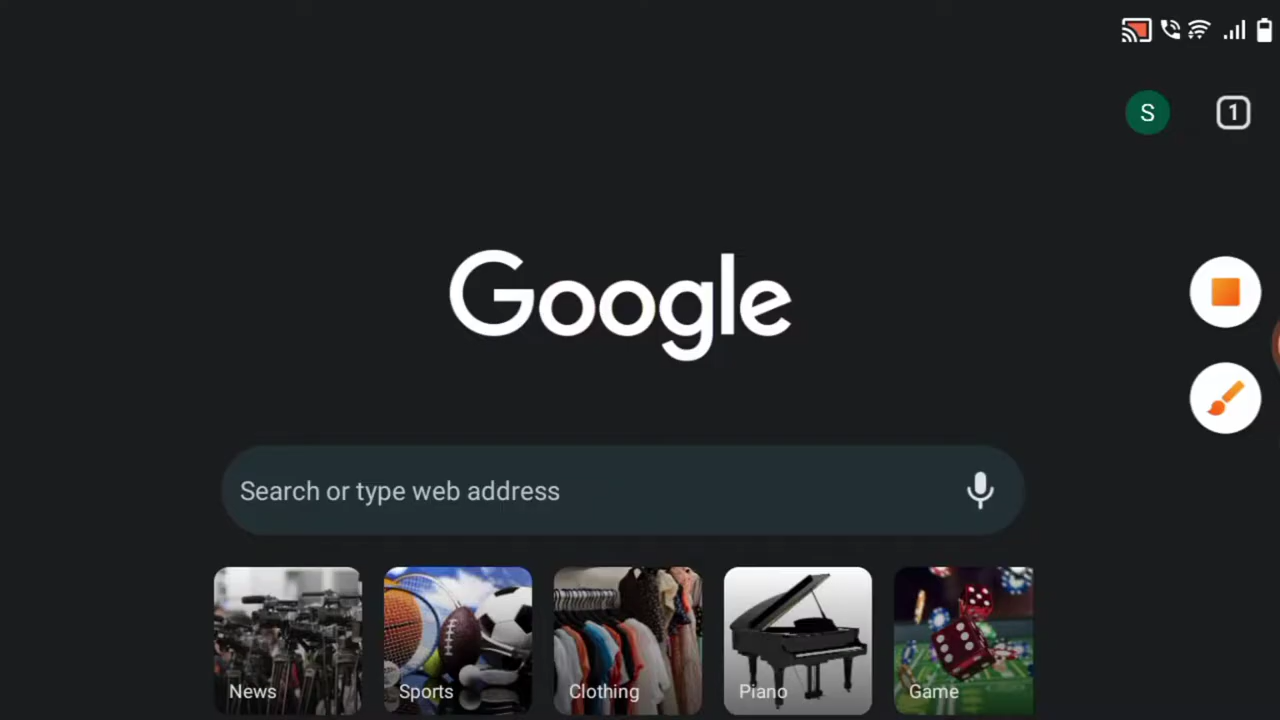 S
1
Google
Search or type web address
News
Sports
Clothing
Piano
Game